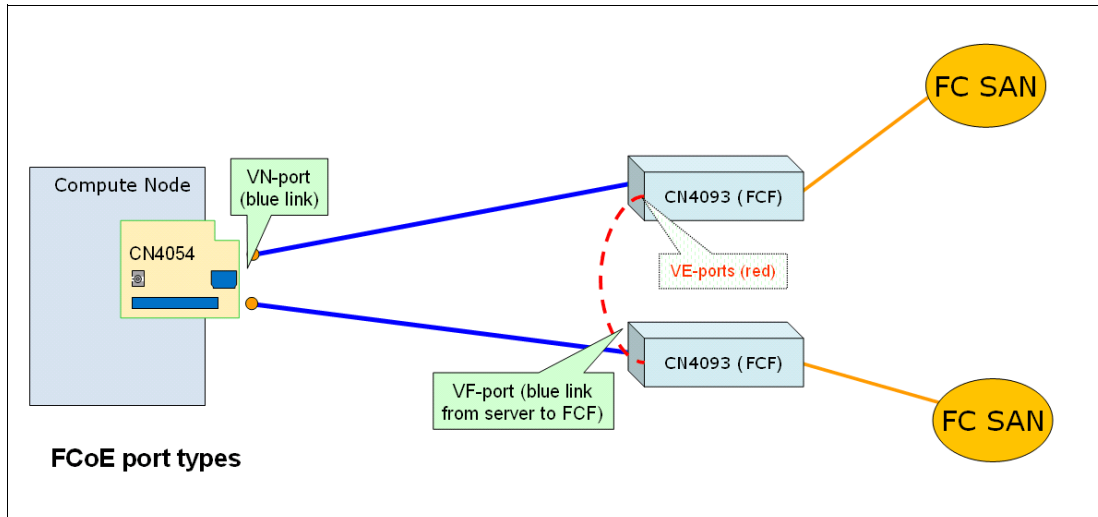 FC SAN
Compute Node
VN-port
(blue link)
CN4093 (FCF)
CN4054
VE-ports (red)
CN4093 (FCF)
VF-port (blue link
from server to FCF)
FC SAN
FCoE port types